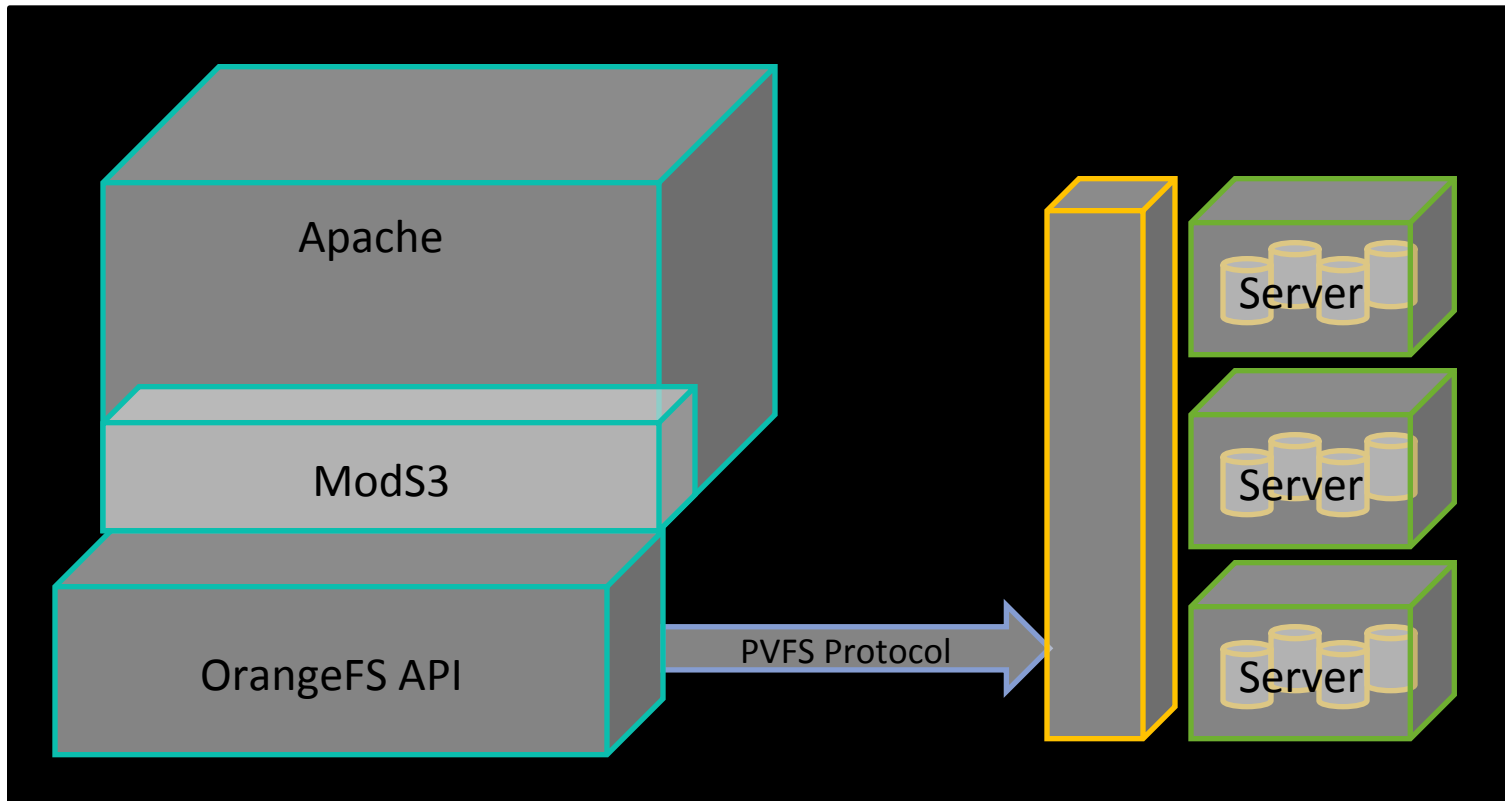 Apache
ModS3
OrangeFS API
PVFS Protocol
Server
Server
Server